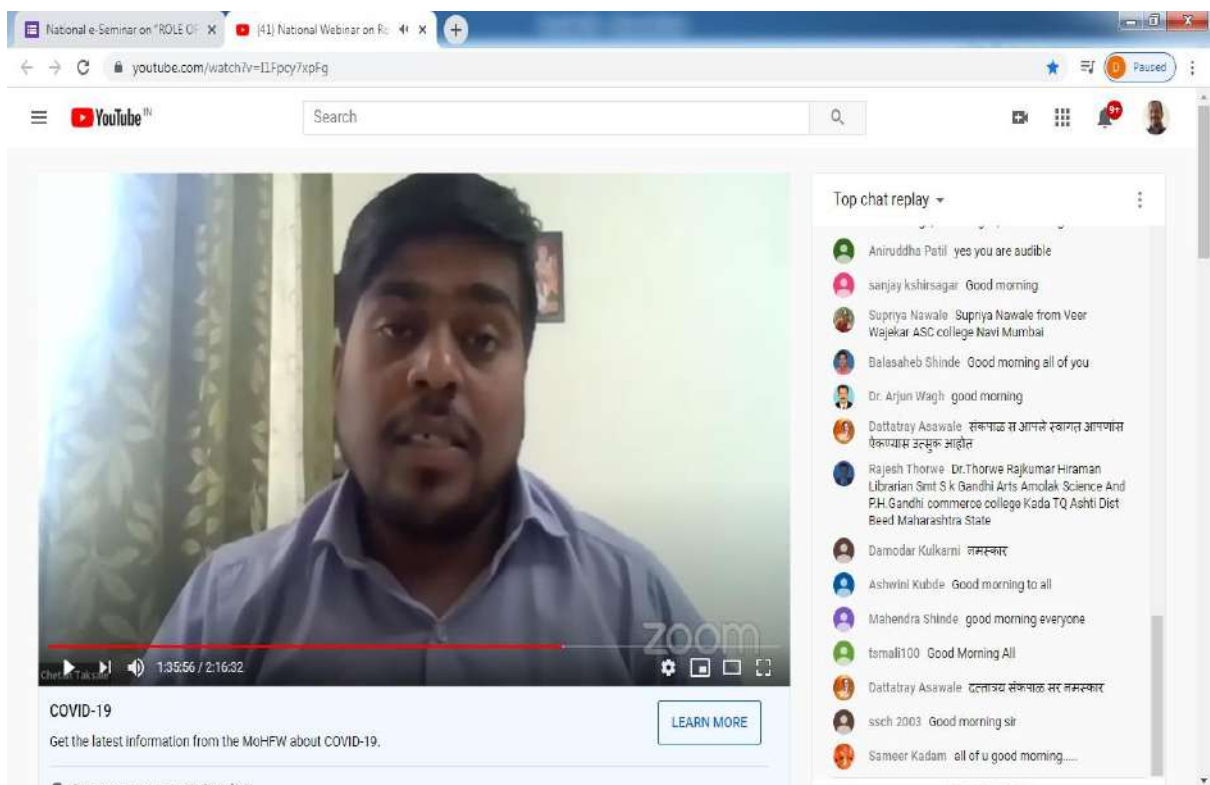 National e-Seminar on "ROLE OF
(41) National Webinar on Ro
youtube.com/watch?v=I1Fpcy7xpFg
Paused
YouTube IN
Search
9+
zoom
1:35:56 / 2:16:32
COVID-19
Get the latest information from the MoHFW about COVID-19.
LEARN MORE
Top chat replay
Aniruddha Patil yes you are audible
sanjay kshirsagar Good morning
Supriya Nawale Supriya Nawale from Veer
Wajekar ASC college Navi Mumbai
Balasaheb Shinde Good morning all of you
Dr. Arjun Wagh good morning
Dattatray Asawale संकपाळ स आपले स्वागत आपणांस
ऐकण्यास उत्सुक आहोत
Rajesh Thorwe Dr.Thorwe Rajkumar Hiraman
Librarian Smt S k Gandhi Arts Amolak Science And
P.H.Gandhi commerce college Kada TQ Ashti Dist
Beed Maharashtra State
Damodar Kulkarni नमस्कार
Ashwini Kubde Good morning to all
Mahendra Shinde good morning everyone
tsmali100 Good Morning All
Dattatray Asawale दत्तात्रय संकपाळ सर नमस्कार
ssch 2003 Good morning sir
Sameer Kadam all of u good morning.....